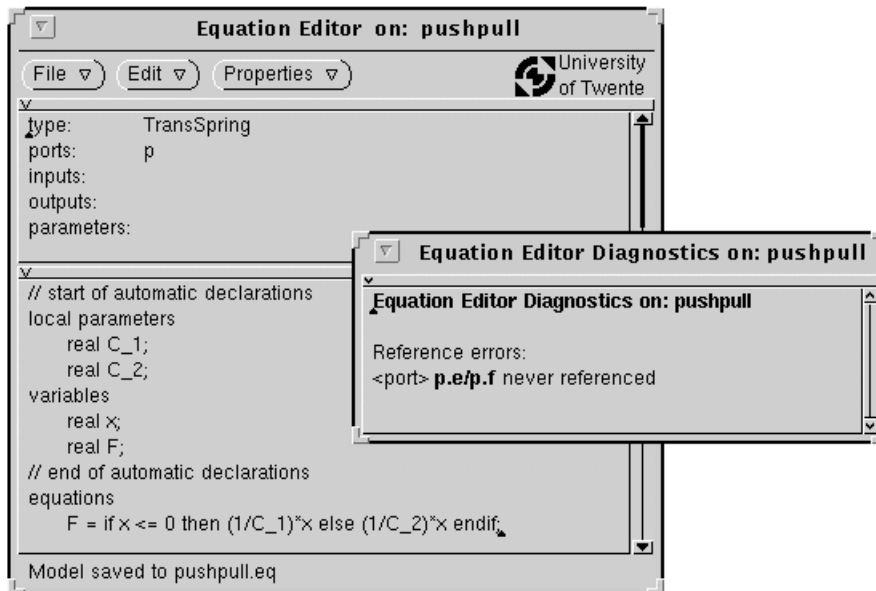 Equation Editor on: pushpull
File Edit Properties
University
of Twente
type: TransSpring
ports: p
inputs:
outputs:
parameters:
// start of automatic declarations
local parameters
real C_1;
real C_2;
variables
real x;
real F;
// end of automatic declarations
equations
F = if x <= 0 then (1/C_1)*x else (1/C_2)*x endif;
Model saved to pushpull.eq
Equation Editor Diagnostics on: pushpull
Equation Editor Diagnostics on: pushpull
Reference errors:
<port> p.e/p.f never referenced